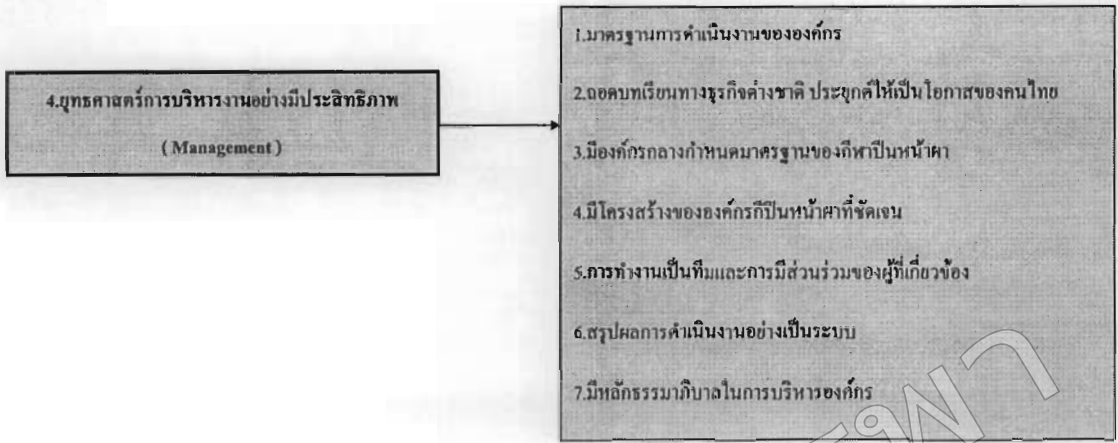 4.ยุทธศาสตร์การบริหารงานอย่างมีประสิทธิภาพ
( Management )
1.มาตรฐานการดำเนินงานขององค์กร
2.ถอดบทเรียนทางธุรกิจต่างชาติ ประยุกต์ให้เป็นโอกาสของคนไทย
3.มีองค์กรกลางกำหนดมาตรฐานของกีฬาปีนหน้าผา
4.มีโครงสร้างขององค์กรกีปีนหน้าผาที่ชัดเจน
5.การทำงานเป็นทีมและการมีส่วนร่วมของผู้ที่เกี่ยวข้อง
6.สรุปผลการดำเนินงานอย่างเป็นระบบ
7.มีหลักธรรมาภิบาลในการบริหารองค์กร